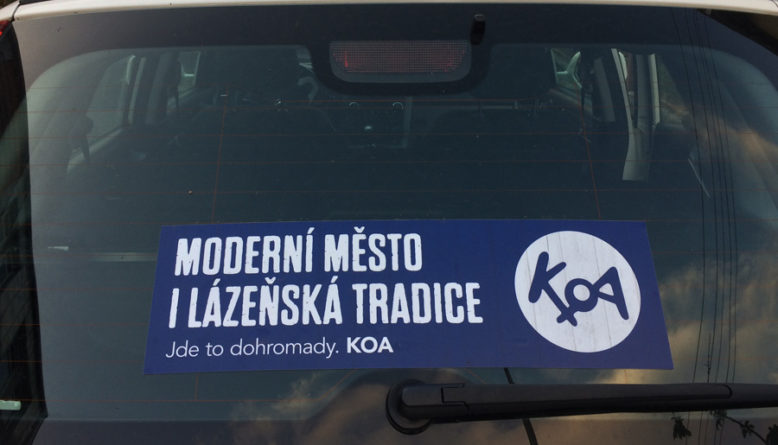 MODERNÍ MĚSTO
I LÁZEŇSKÁ TRADICE
Jde to dohromady. KOA
KOA